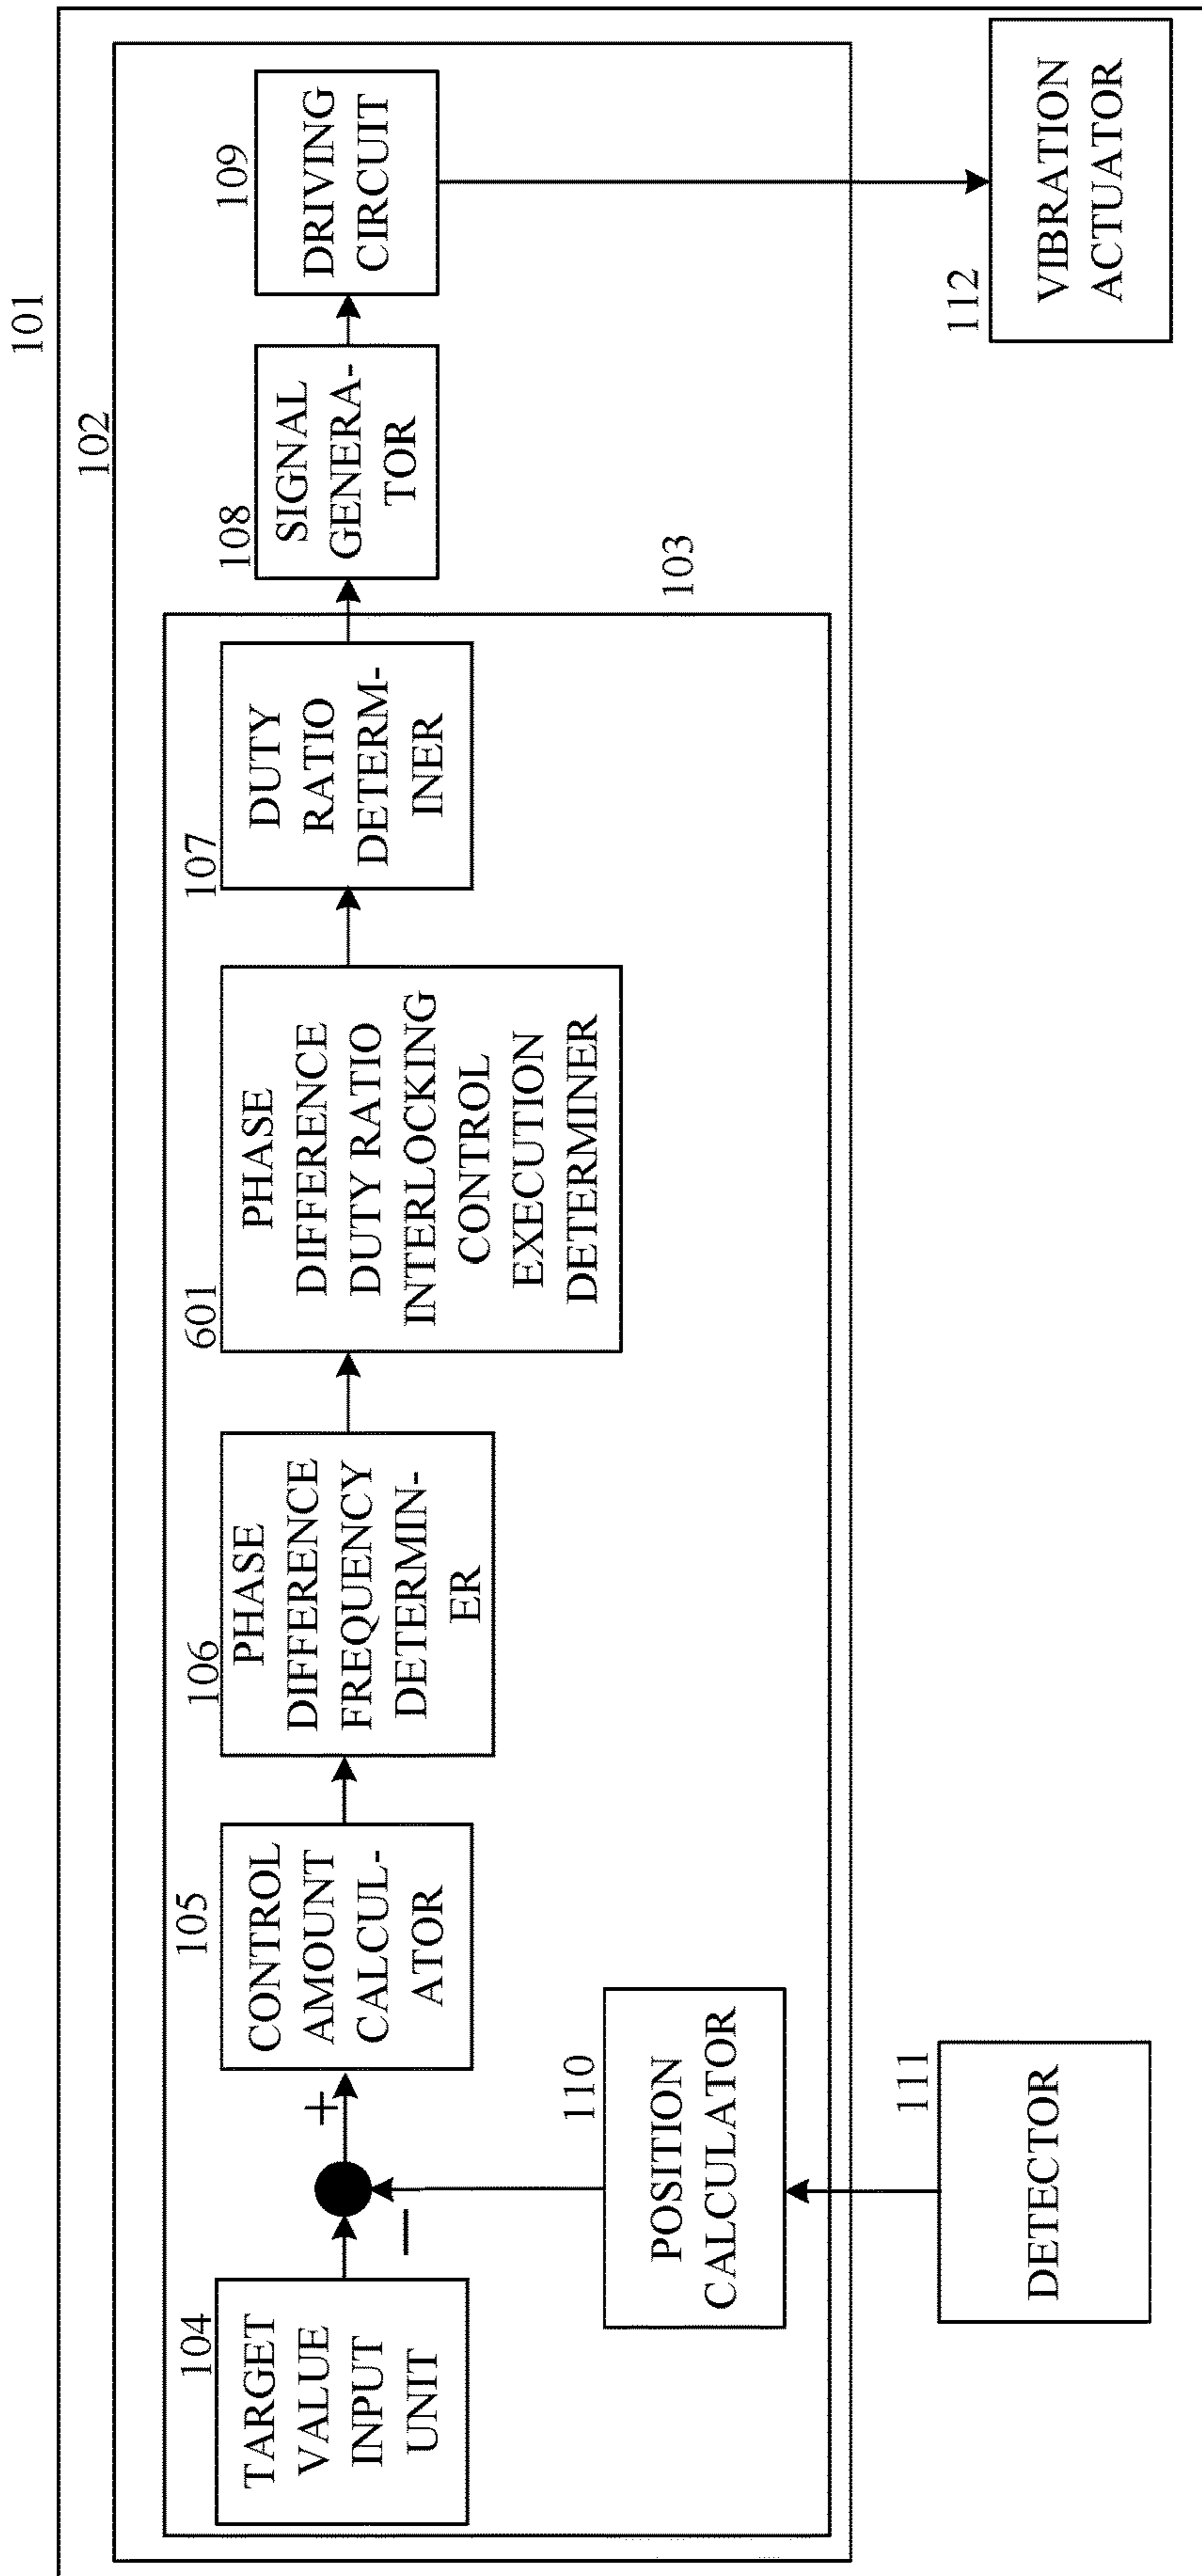 101
102
104
TARGET
VALUE
INPUT
UNIT
+
−
105
CONTROL
AMOUNT
CALCUL-
ATOR
106
PHASE
DIFFERENCE
FREQUENCY
DETERMIN-
ER
601
PHASE
DIFFERENCE
DUTY RATIO
INTERLOCKING
CONTROL
EXECUTION
DETERMINER
107
DUTY
RATIO
DETERM-
INER
103
108
SIGNAL
GENERA-
TOR
109
DRIVING
CIRCUIT
110
POSITION
CALCULATOR
111
DETECTOR
112
VIBRATION
ACTUATOR